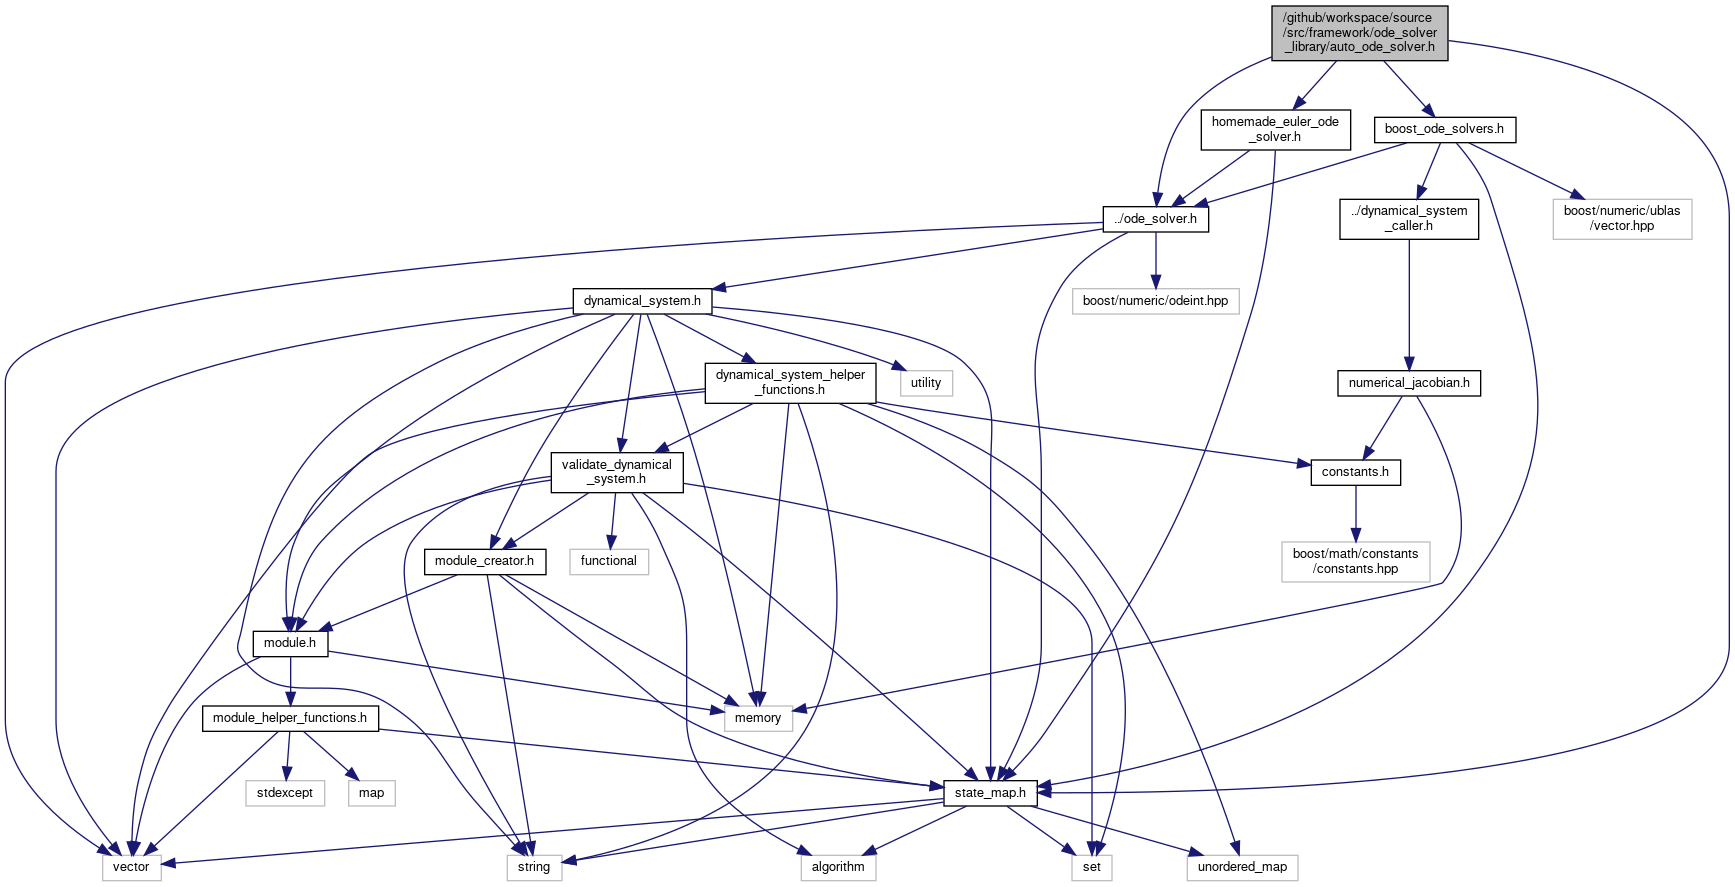 /github/workspace/source
/src/framework/ode_solver
_library/auto_ode_solver.h
homemade_euler_ode
_solver.h
boost_ode_solvers.h
../ode_solver.h
../dynamical_system
_caller.h
boost/numeric/ublas
/vector.hpp
dynamical_system.h
boost/numeric/odeint.hpp
dynamical_system_helper
_functions.h
utility
numerical_jacobian.h
validate_dynamical
_system.h
constants.h
module_creator.h
functional
boost/math/constants
/constants.hpp
module.h
module_helper_functions.h
memory
stdexcept
map
state_map.h
vector
string
algorithm
set
unordered_map